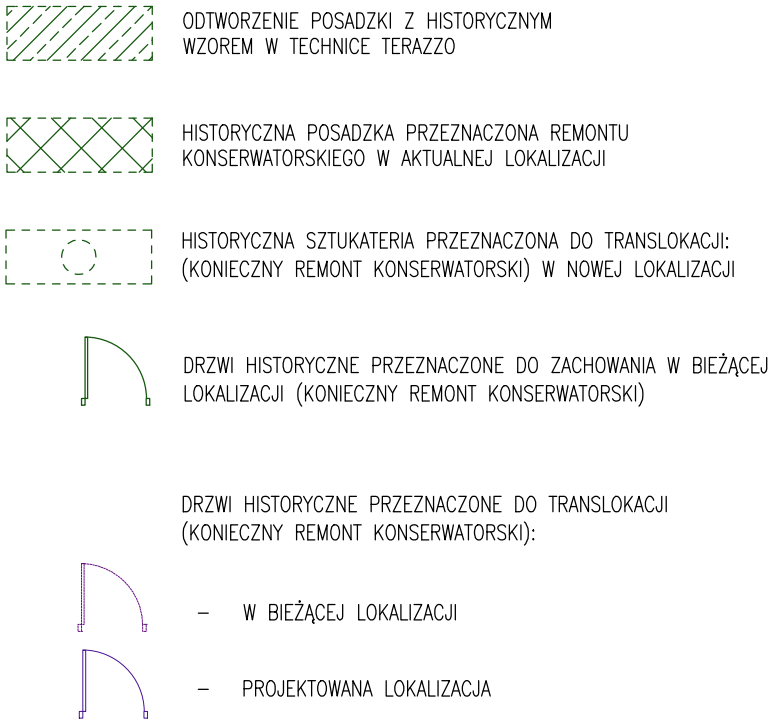 ODTWORZENIE POSADZKI Z HISTORYCZNYM
WZOREM W TECHNICE TERAZZO
HISTORYCZNA POSADZKA PRZEZNACZONA REMONTU
KONSERWATORSKIEGO W AKTUALNEJ LOKALIZACJI
HISTORYCZNA SZTUKATERIA PRZEZNACZONA DO TRANSLOKACJI:
(KONIECZNY REMONT KONSERWATORSKI) W NOWEJ LOKALIZACJI
DRZWI HISTORYCZNE PRZEZNACZONE DO ZACHOWANIA W BIEŻĄCEJ
LOKALIZACJI (KONIECZNY REMONT KONSERWATORSKI)
DRZWI HISTORYCZNE PRZEZNACZONE DO TRANSLOKACJI
(KONIECZNY REMONT KONSERWATORSKI):
– W BIEŻĄCEJ LOKALIZACJI
– PROJEKTOWANA LOKALIZACJA